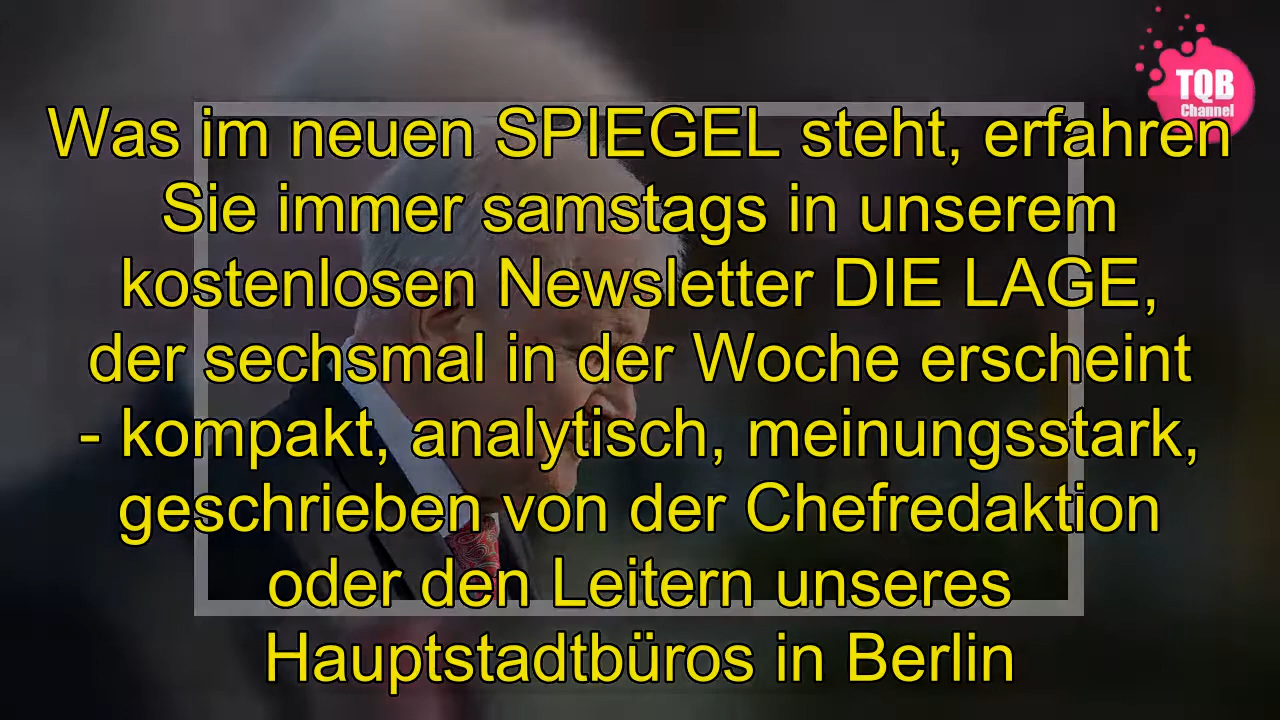 TQB
Channel
Was im neuen SPIEGEL steht, erfahren
Sie immer samstags in unserem
kostenlosen Newsletter DIE LAGE,
der sechsmal in der Woche erscheint
- kompakt, analytisch, meinungsstark,
geschrieben von der Chefredaktion
oder den Leitern unseres
Hauptstadtbüros in Berlin